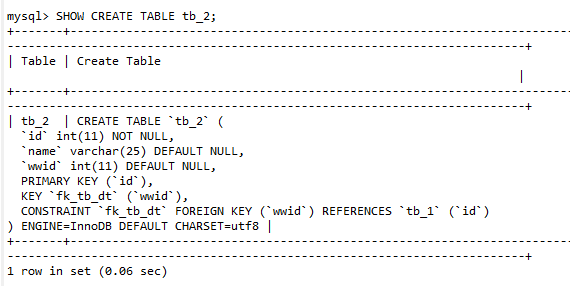 mysql> SHOW CREATE TABLE tb_2;
+-------+--------------------------------------------------------------------
----------------------------------------------------------------------+
| Table | Create Table
|
+-------+--------------------------------------------------------------------
----------------------------------------------------------------------+
| tb_2  | CREATE TABLE `tb_2` (
  `id` int(11) NOT NULL,
  `name` varchar(25) DEFAULT NULL,
  `wwid` int(11) DEFAULT NULL,
  PRIMARY KEY (`id`),
  KEY `fk_tb_dt` (`wwid`),
  CONSTRAINT `fk_tb_dt` FOREIGN KEY (`wwid`) REFERENCES `tb_1` (`id`)
) ENGINE=InnoDB DEFAULT CHARSET=utf8 |
+-------+--------------------------------------------------------------------
----------------------------------------------------------------------+
1 row in set (0.06 sec)